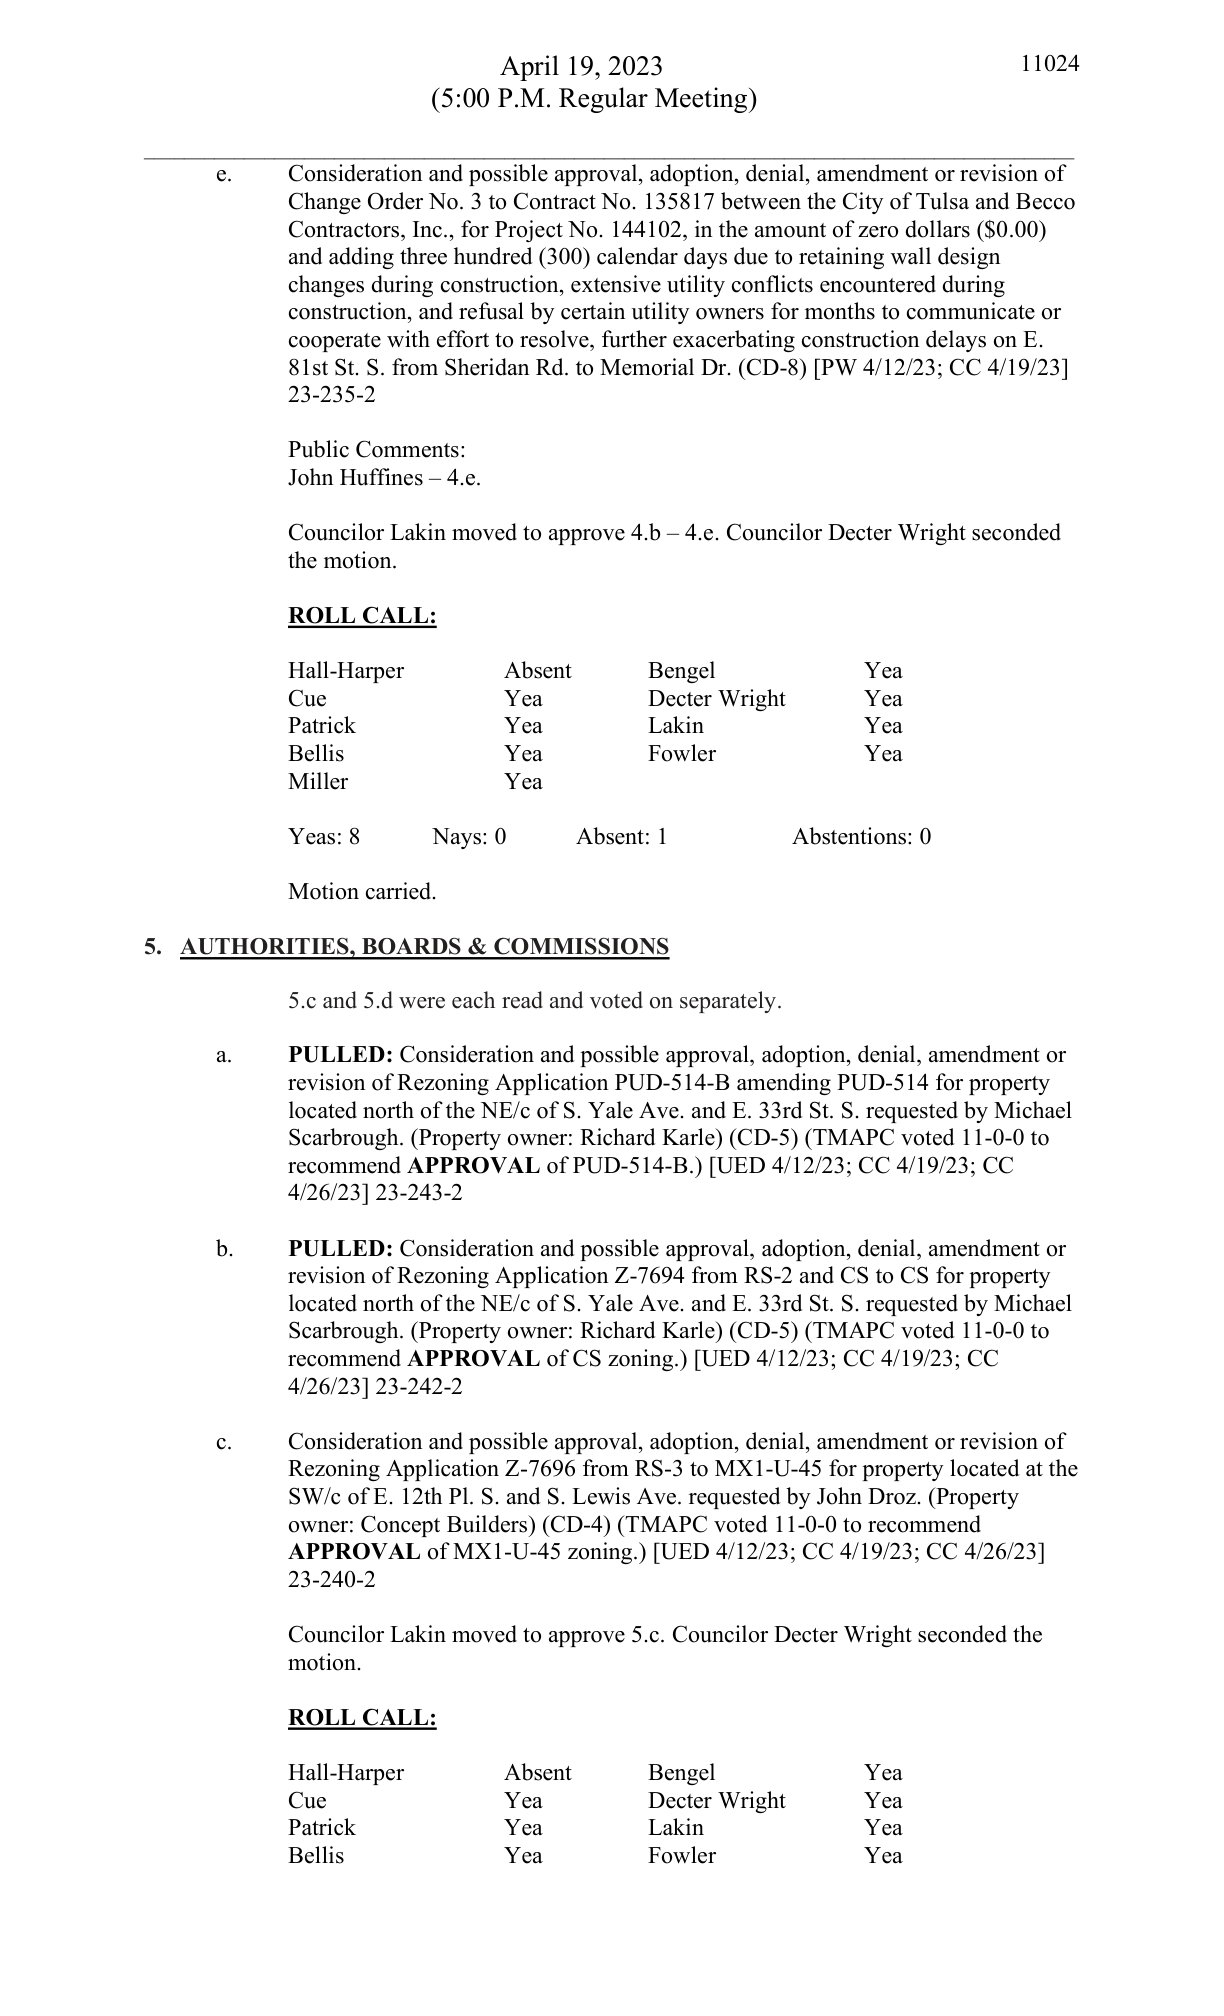 April 19, 2023
11024
(5:00 P.M. Regular Meeting)
e. Consideration and possible approval, adoption, denial, amendment or revision of
Change Order No. 3 to Contract No. 135817 between the City of Tulsa and Becco
Contractors, Inc., for Project No. 144102, in the amount of zero dollars ($0.00)
and adding three hundred (300) calendar days due to retaining wall design
changes during construction, extensive utility conflicts encountered during
construction, and refusal by certain utility owners for months to communicate or
cooperate with effort to resolve, further exacerbating construction delays on E.
81st St. S. from Sheridan Rd. to Memorial Dr. (CD-8) [PW 4/12/23; CC 4/19/23]
23-235-2
Public Comments:
John Huffines – 4.e.
Councilor Lakin moved to approve 4.b – 4.e. Councilor Decter Wright seconded
the motion.
ROLL CALL:
Hall-Harper Absent Bengel Yea
Cue Yea Decter Wright Yea
Patrick Yea Lakin Yea
Bellis Yea Fowler Yea
Miller Yea
Yeas: 8 Nays: 0 Absent: 1 Abstentions: 0
Motion carried.
5. AUTHORITIES, BOARDS & COMMISSIONS
5.c and 5.d were each read and voted on separately.
a. PULLED: Consideration and possible approval, adoption, denial, amendment or
revision of Rezoning Application PUD-514-B amending PUD-514 for property
located north of the NE/c of S. Yale Ave. and E. 33rd St. S. requested by Michael
Scarbrough. (Property owner: Richard Karle) (CD-5) (TMAPC voted 11-0-0 to
recommend APPROVAL of PUD-514-B.) [UED 4/12/23; CC 4/19/23; CC
4/26/23] 23-243-2
b. PULLED: Consideration and possible approval, adoption, denial, amendment or
revision of Rezoning Application Z-7694 from RS-2 and CS to CS for property
located north of the NE/c of S. Yale Ave. and E. 33rd St. S. requested by Michael
Scarbrough. (Property owner: Richard Karle) (CD-5) (TMAPC voted 11-0-0 to
recommend APPROVAL of CS zoning.) [UED 4/12/23; CC 4/19/23; CC
4/26/23] 23-242-2
c. Consideration and possible approval, adoption, denial, amendment or revision of
Rezoning Application Z-7696 from RS-3 to MX1-U-45 for property located at the
SW/c of E. 12th Pl. S. and S. Lewis Ave. requested by John Droz. (Property
owner: Concept Builders) (CD-4) (TMAPC voted 11-0-0 to recommend
APPROVAL of MX1-U-45 zoning.) [UED 4/12/23; CC 4/19/23; CC 4/26/23]
23-240-2
Councilor Lakin moved to approve 5.c. Councilor Decter Wright seconded the
motion.
ROLL CALL:
Hall-Harper Absent Bengel Yea
Cue Yea Decter Wright Yea
Patrick Yea Lakin Yea
Bellis Yea Fowler Yea